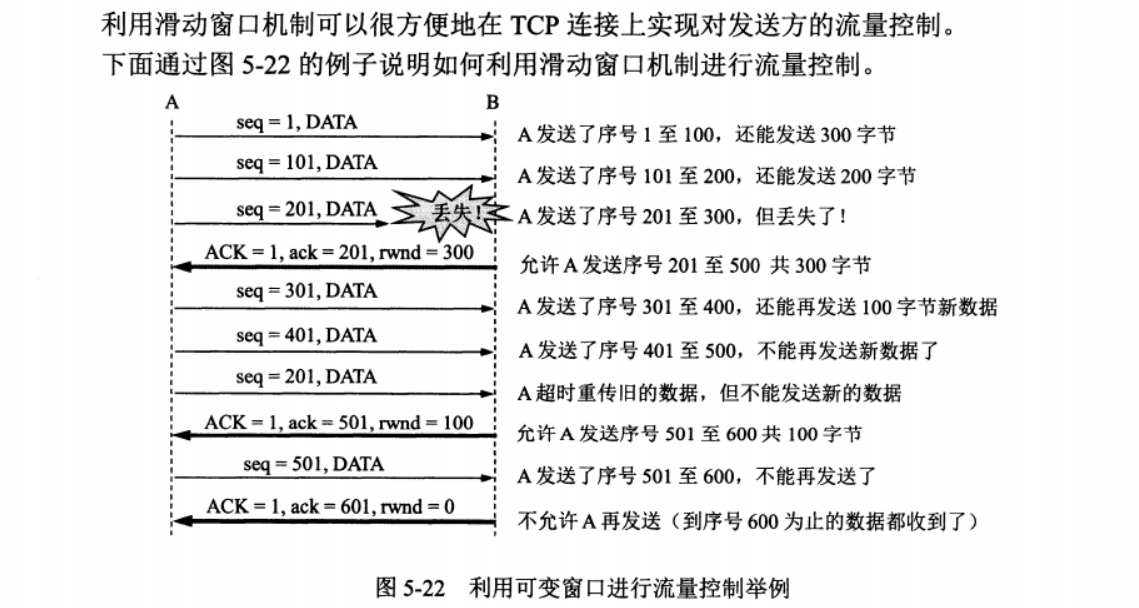 利用滑动窗口机制可以很方便地在 TCP 连接上实现对发送方的流量控制。
下面通过图 5-22 的例子说明如何利用滑动窗口机制进行流量控制。
A B
seq = 1, DATA A 发送了序号 1 至 100，还能发送 300 字节
seq = 101, DATA A 发送了序号 101 至 200，还能发送 200 字节
seq = 201, DATA 丢失！ A 发送了序号 201 至 300，但丢失了！
ACK = 1, ack = 201, rwnd = 300 允许 A 发送序号 201 至 500 共 300 字节
seq = 301, DATA A 发送了序号 301 至 400，还能再发送 100 字节新数据
seq = 401, DATA A 发送了序号 401 至 500，不能再发送新数据了
seq = 201, DATA A 超时重传旧的数据，但不能发送新的数据
ACK = 1, ack = 501, rwnd = 100 允许 A 发送序号 501 至 600 共 100 字节
seq = 501, DATA A 发送了序号 501 至 600，不能再发送了
ACK = 1, ack = 601, rwnd = 0 不允许 A 再发送（到序号 600 为止的数据都收到了）
图 5-22 利用可变窗口进行流量控制举例